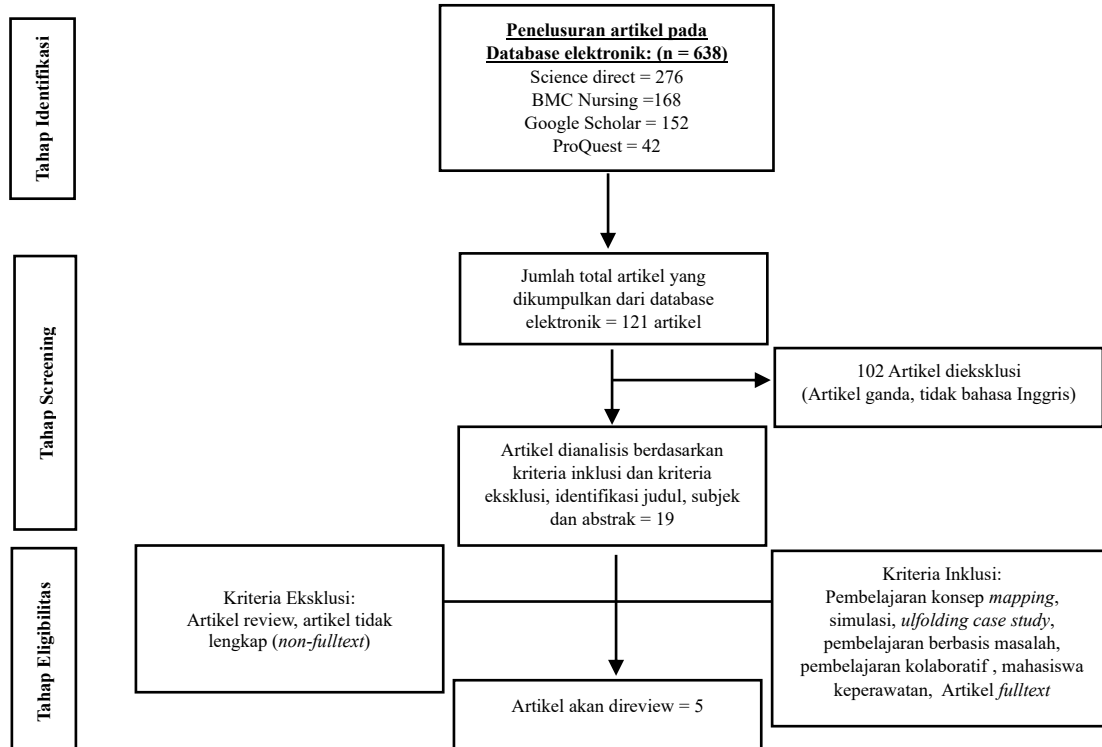 Tahap Identifikasi
Penelusuran artikel pada
Database elektronik: (n = 638)
Science direct = 276
BMC Nursing =168
Google Scholar = 152
ProQuest = 42
Tahap Screening
Jumlah total artikel yang
dikumpulkan dari database
elektronik = 121 artikel
102 Artikel dieksklusi
(Artikel ganda, tidak bahasa Inggris)
Artikel dianalisis berdasarkan
kriteria inklusi dan kriteria
eksklusi, identifikasi judul, subjek
dan abstrak = 19
Tahap Eligibilitas
Kriteria Eksklusi:
Artikel review, artikel tidak
lengkap (non-fulltext)
Kriteria Inklusi:
Pembelajaran konsep mapping,
simulasi, ulfolding case study,
pembelajaran berbasis masalah,
pembelajaran kolaboratif , mahasiswa
keperawatan, Artikel fulltext
Artikel akan direview = 5